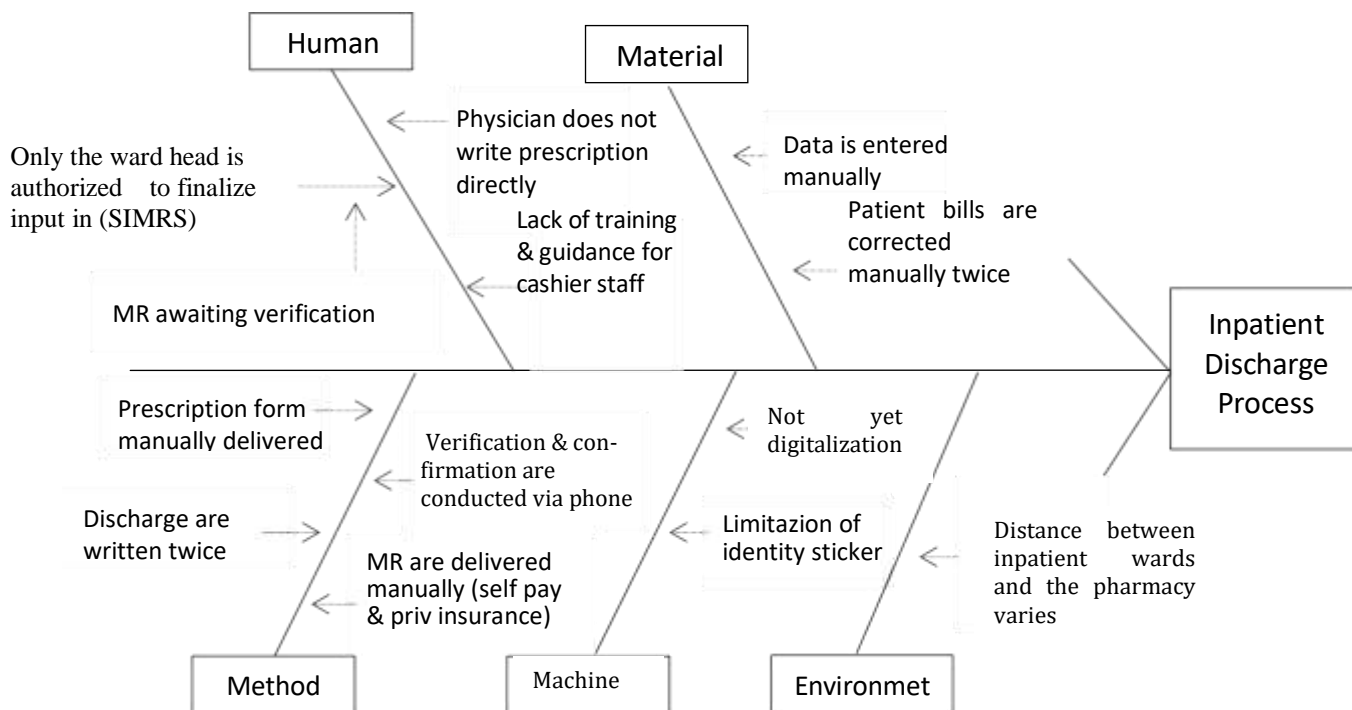 Human
Material
Physician does not
write prescription
directly
Only the ward head is
authorized to finalize
input in (SIMRS)
Lack of training
& guidance for
cashier staff
MR awaiting verification
Data is entered
manually
Patient bills are
corrected
manually twice
Inpatient
Discharge
Process
Prescription form
manually delivered
Verification & con-
firmation are
conducted via phone
Discharge are
written twice
MR are delivered
manually (self pay
& priv insurance)
Not yet
digitalization
Limitazion of
identity sticker
Distance between
inpatient wards
and the pharmacy
varies
Method
Machine
Environmet